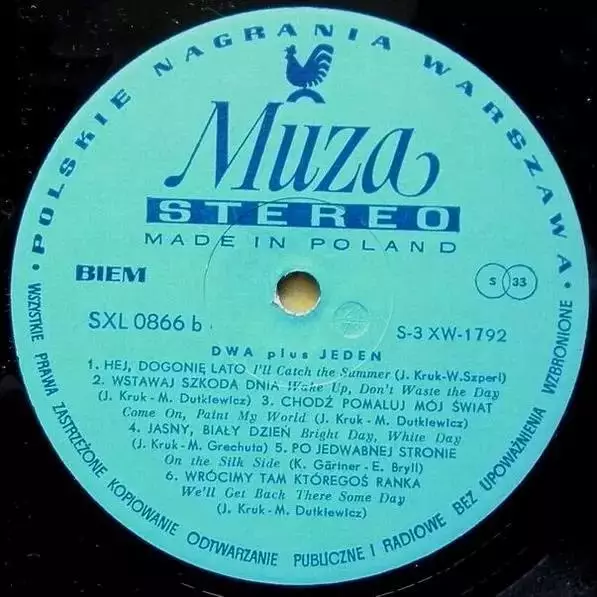 • POLSKIE NAGRANIA WARSZAWA •
Muza
STEREO
MADE IN POLAND
BIEM
S 33
SXL 0866 b
S-3 XW-1792
DWA plus JEDEN
1. HEJ, DOGONIĘ LATO I'll Catch the Summer (J. Kruk-W.Szperl)
2. WSTAWAJ SZKODA DNIA Wake Up, Don't Waste the Day
(J. Kruk - M. Dutkiewicz) 3. CHODŹ POMALUJ MÓJ ŚWIAT
Come On, Paint My World (J. Kruk - M. Dutkiewicz)
4. JASNY, BIAŁY DZIEŃ Bright Day, White Day
(J. Kruk - M. Grechuta) 5. PO JEDWABNEJ STRONIE
On the Silk Side (K. Gärtner - E. Bryll)
6. WRÓCIMY TAM KTÓREGOŚ RANKA
We'll Get Back There Some Day
(J. Kruk - M. Dutkiewicz)
WSZYSTKIE PRAWA ZASTRZEŻONE KOPIOWANIE ODTWARZANIE PUBLICZNE I RADIOWE BEZ UPOWAŻNIENIA WZBRONIONE